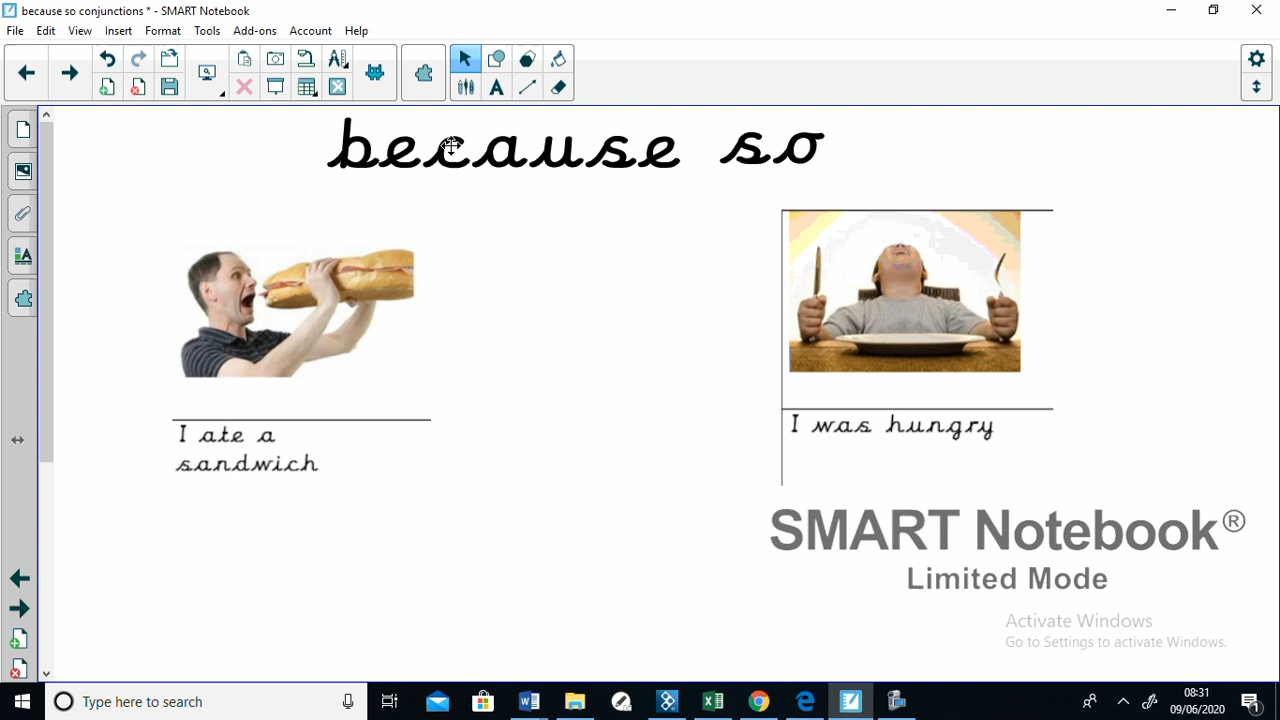 because so conjunctions * - SMART Notebook
File Edit View Insert Format Tools Add-ons Account Help
because so
I ate a
sandwich
I was hungry
SMART Notebook®
Limited Mode
Activate Windows
Go to Settings to activate Windows.
Type here to search
08:31
09/06/2020
1